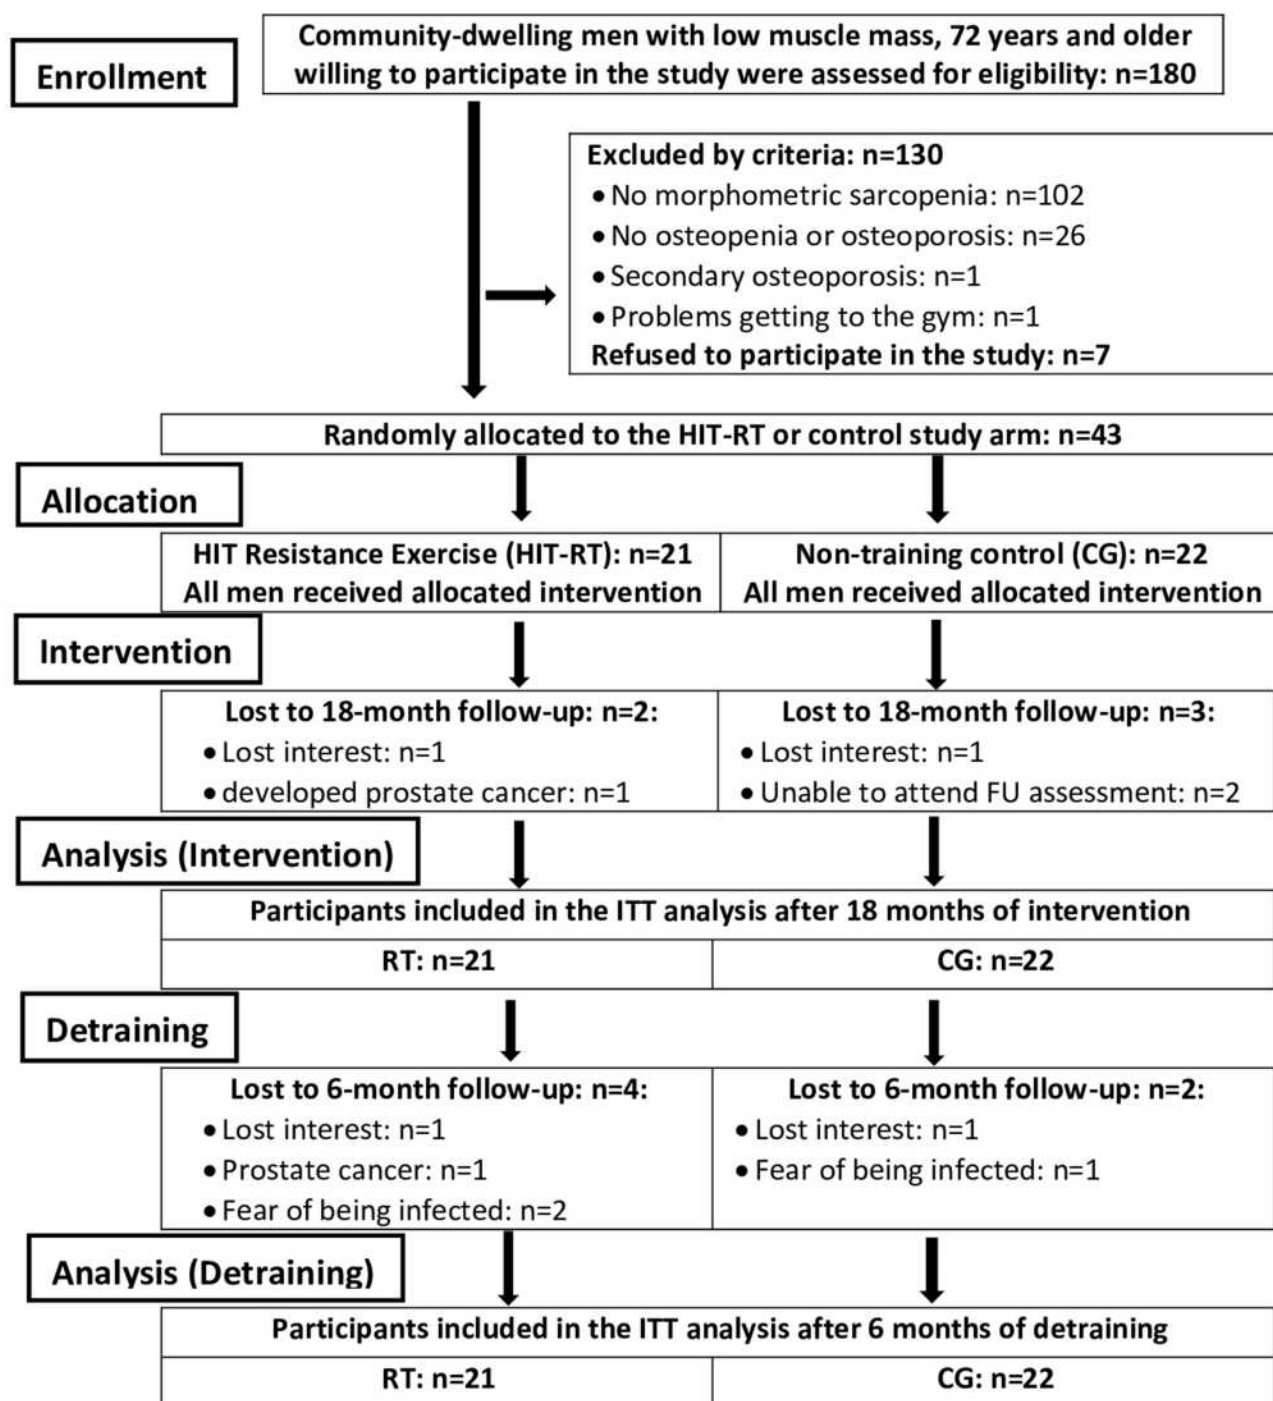 Enrollment
Community-dwelling men with low muscle mass, 72 years and older
willing to participate in the study were assessed for eligibility: n=180
Excluded by criteria: n=130
• No morphometric sarcopenia: n=102
• No osteopenia or osteoporosis: n=26
• Secondary osteoporosis: n=1
• Problems getting to the gym: n=1
Refused to participate in the study: n=7
Randomly allocated to the HIT-RT or control study arm: n=43
Allocation
HIT Resistance Exercise (HIT-RT): n=21
All men received allocated intervention
Non-training control (CG): n=22
All men received allocated intervention
Intervention
Lost to 18-month follow-up: n=2:
• Lost interest: n=1
• developed prostate cancer: n=1
Lost to 18-month follow-up: n=3:
• Lost interest: n=1
• Unable to attend FU assessment: n=2
Analysis (Intervention)
Participants included in the ITT analysis after 18 months of intervention
RT: n=21
CG: n=22
Detraining
Lost to 6-month follow-up: n=4:
• Lost interest: n=1
• Prostate cancer: n=1
• Fear of being infected: n=2
Lost to 6-month follow-up: n=2:
• Lost interest: n=1
• Fear of being infected: n=1
Analysis (Detraining)
Participants included in the ITT analysis after 6 months of detraining
RT: n=21
CG: n=22